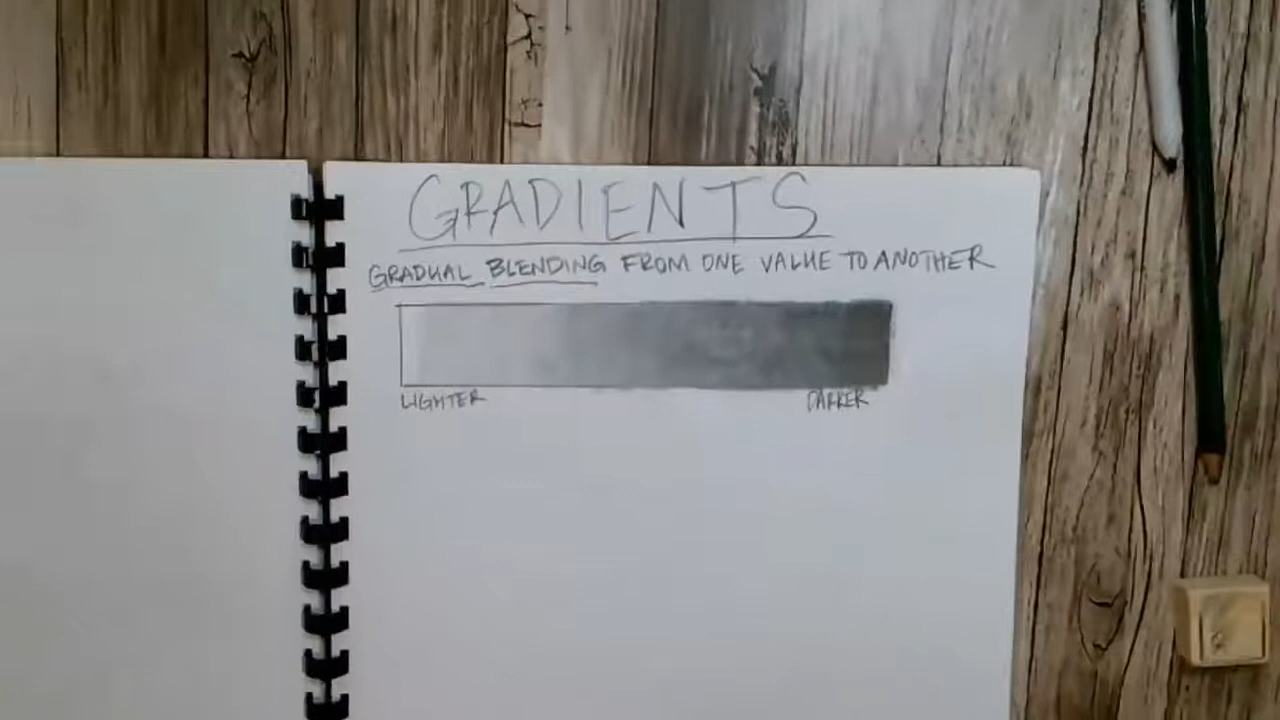 GRADIENTS
GRADUAL BLENDING FROM ONE VALUE TO ANOTHER
LIGHTER DARKER